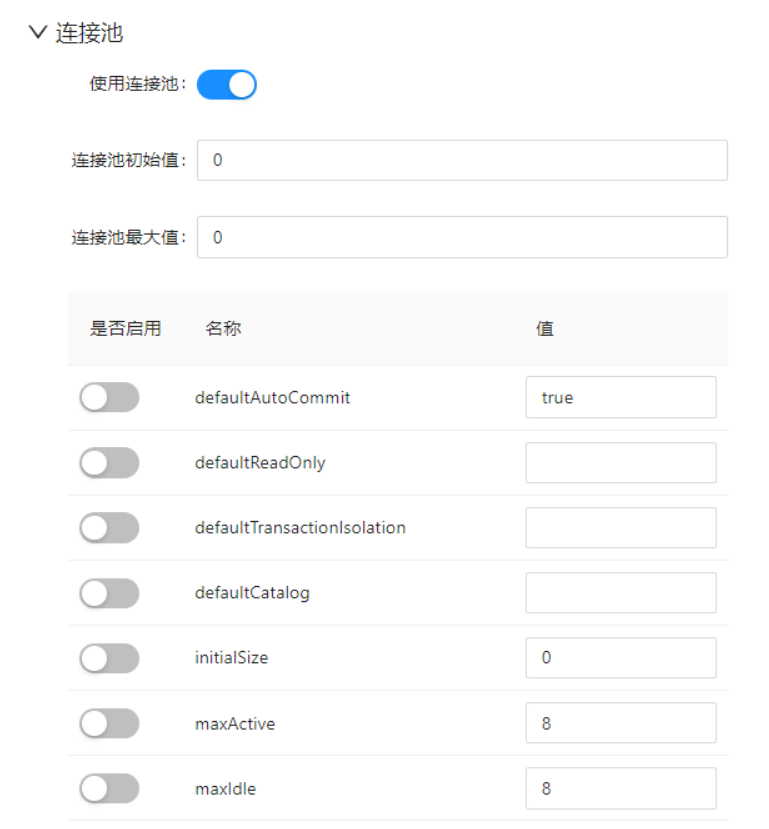 连接池
使用连接池：
连接池初始值： 0
连接池最大值： 0
是否启用 名称 值
defaultAutoCommit true
defaultReadOnly
defaultTransactionIsolation
defaultCatalog
initialSize 0
maxActive 8
maxIdle 8